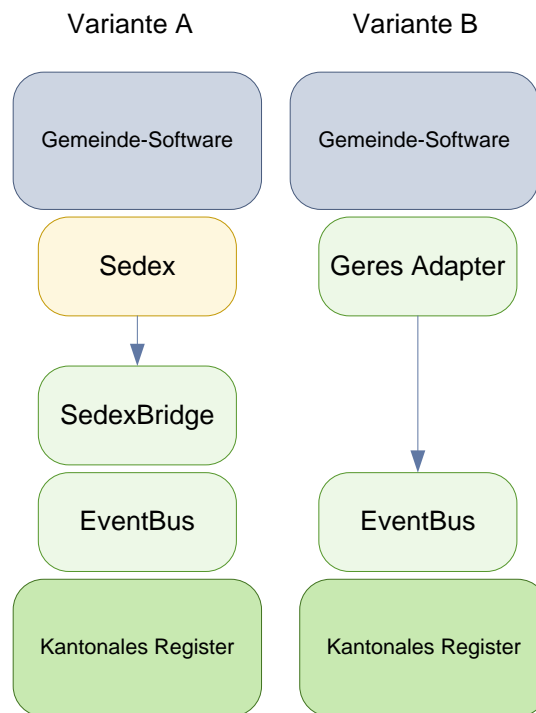 Variante A
Variante B
Gemeinde-Software
Gemeinde-Software
Sedex
Geres Adapter
SedexBridge
EventBus
EventBus
Kantonales Register
Kantonales Register